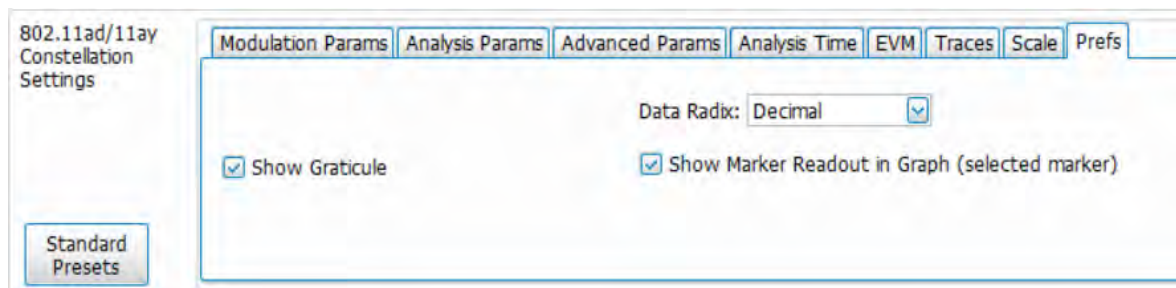 802.11ad/11ay
Constellation
Settings
Modulation Params Analysis Params Advanced Params Analysis Time EVM Traces Scale Prefs
Data Radix: Decimal
Show Graticule
Show Marker Readout in Graph (selected marker)
Standard
Presets